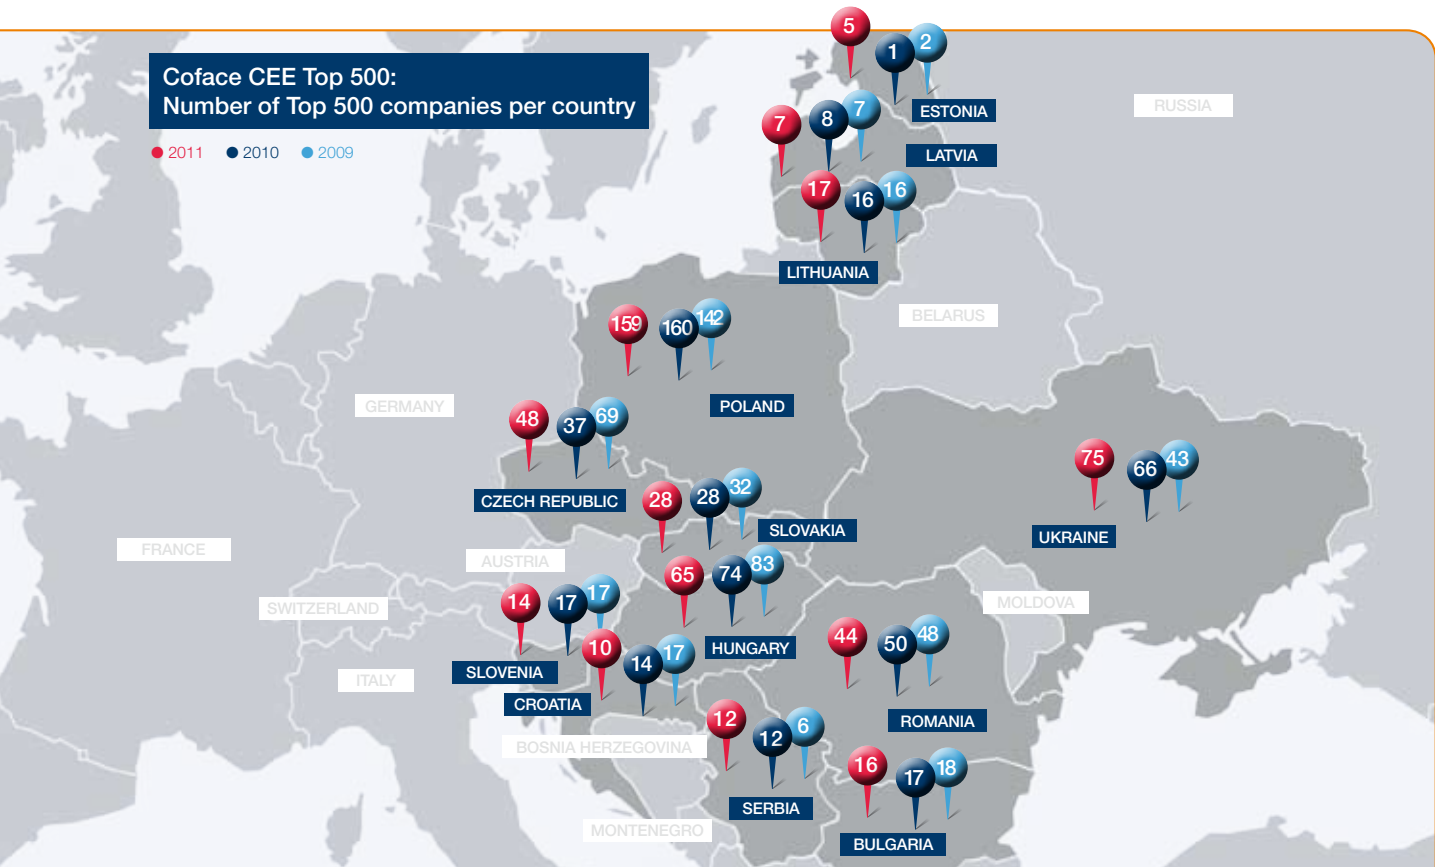 Coface CEE Top 500:
Number of Top 500 companies per country
2011 2010 2009
5 1 2
ESTONIA
RUSSIA
7 8 7
LATVIA
17 16 16
LITHUANIA
BELARUS
159 160 142
POLAND
GERMANY
48 37 69
CZECH REPUBLIC
75 66 43
UKRAINE
28 28 32
SLOVAKIA
FRANCE
AUSTRIA
65 74 83
HUNGARY
SWITZERLAND
MOLDOVA
14 17 17
SLOVENIA
10 14 17
CROATIA
44 50 48
ROMANIA
ITALY
BOSNIA HERZEGOVINA
12 12 6
SERBIA
16 17 18
BULGARIA
MONTENEGRO